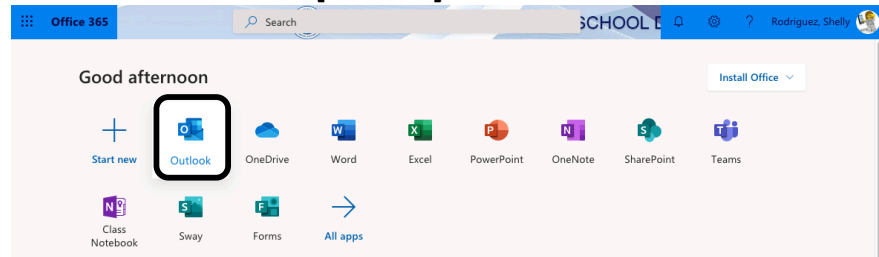 Office 365
Search
SCHOOL
Rodriguez, Shelly
Good afternoon
Install Office
Start new
Outlook
OneDrive
Word
Excel
PowerPoint
OneNote
SharePoint
Teams
Class
Notebook
Sway
Forms
All apps